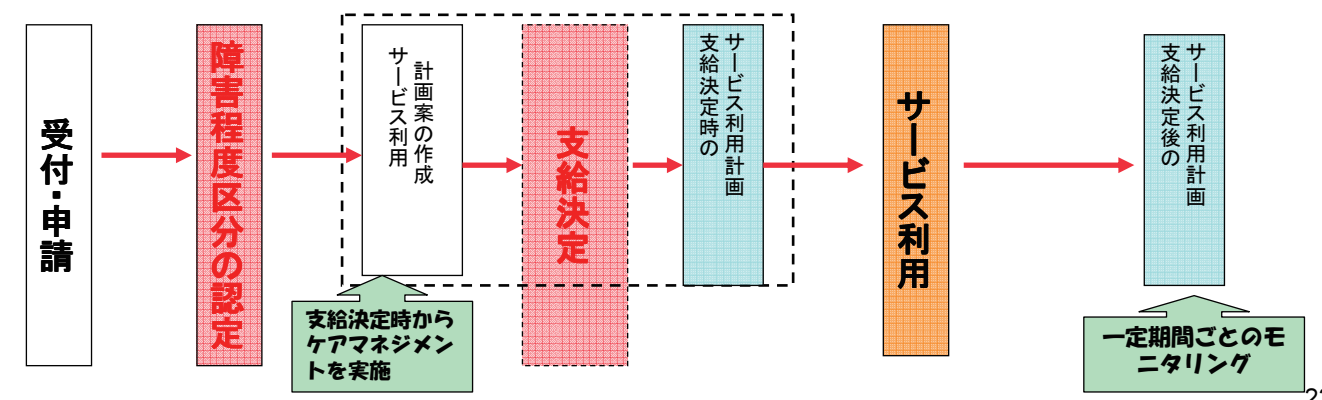 受付・申請
障害程度区分の認定
サービス利用
計画案の作成
支給決定
支給決定時の
サービス利用計画
サービス利用
支給決定後の
サービス利用計画
支給決定時から
ケアマネジメン
トを実施
一定期間ごとのモ
ニタリング